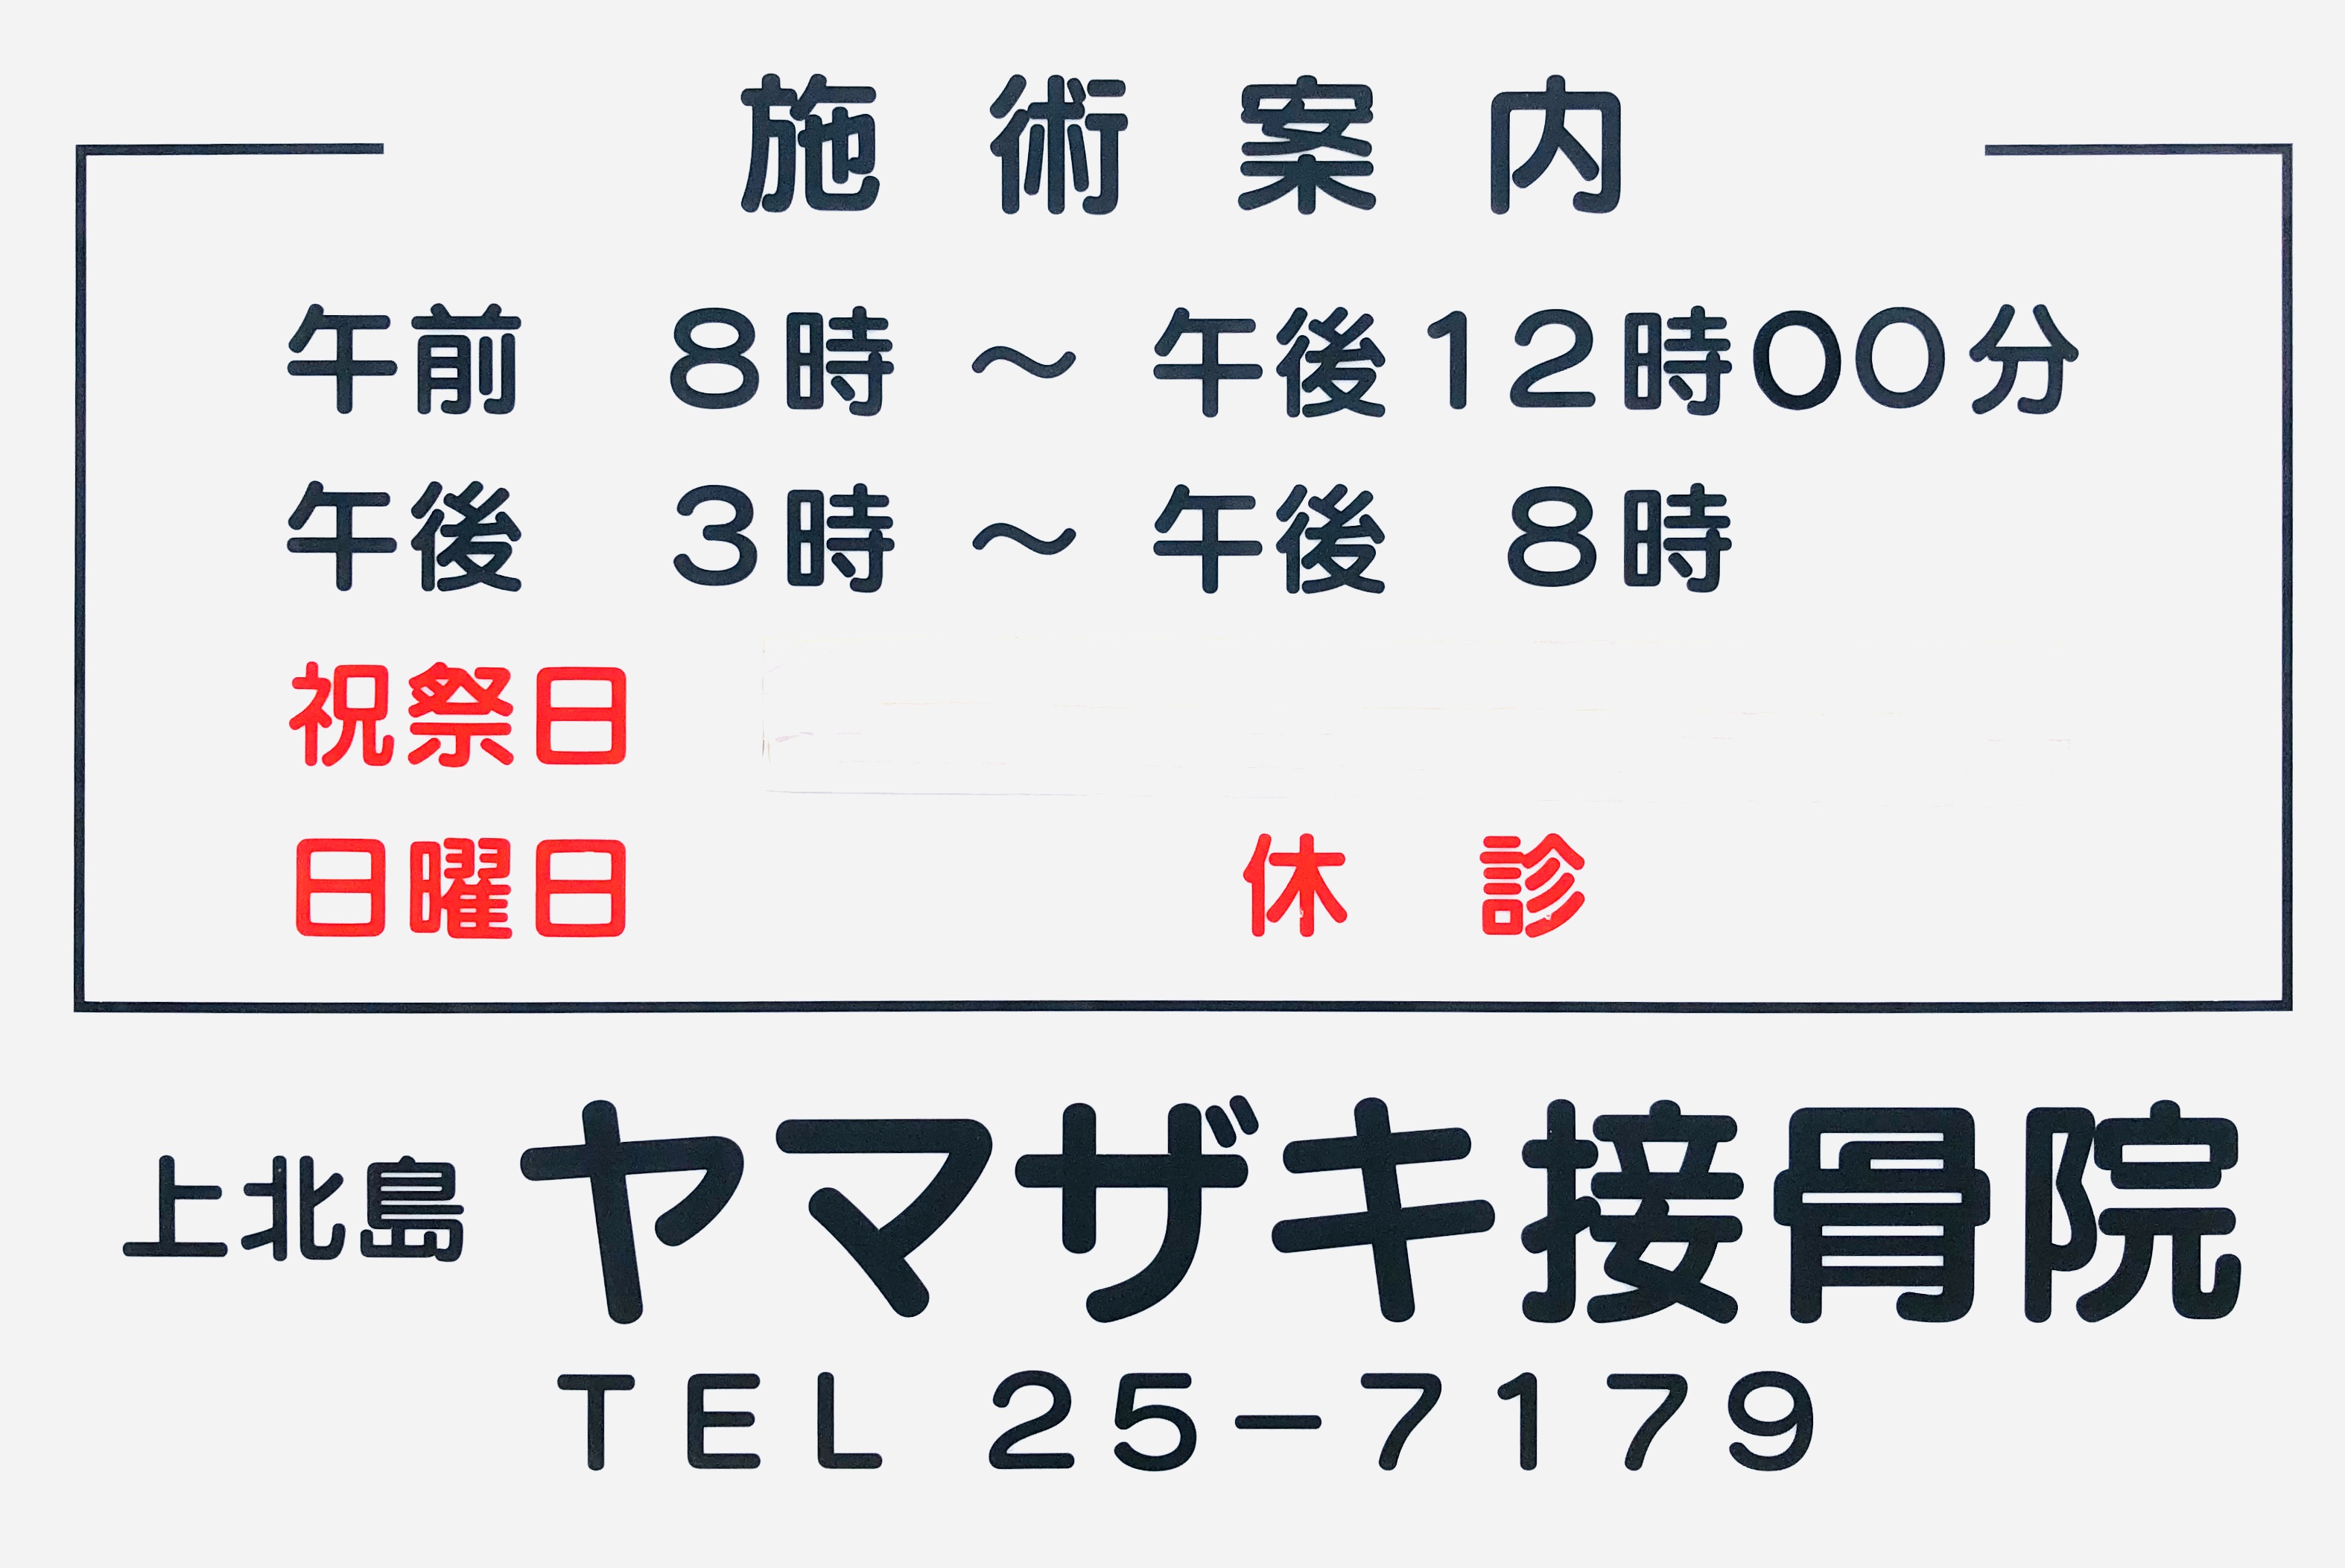 施術案内
午前 8時 〜 午後12時00分
午後 3時 〜 午後 8時
祝祭日
日曜日 休診
上北島 ヤマザキ接骨院
TEL 25-7179